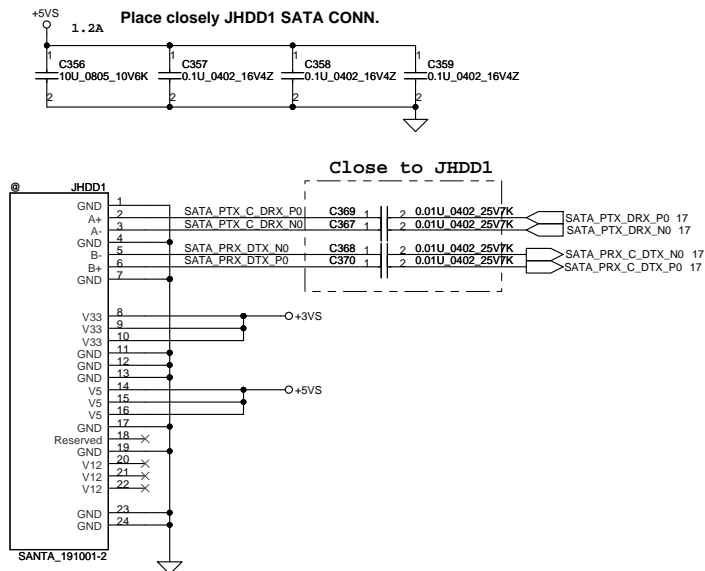 +5VS
1.2A
Place closely JHDD1 SATA CONN.
1 1 1 1
C356 C357 C358 C359
10U_0805_10V6K 0.1U_0402_16V4Z 0.1U_0402_16V4Z 0.1U_0402_16V4Z
2 2 2 2
Close to JHDD1
@ JHDD1
GND 1
A+ 2 SATA_PTX_C_DRX_P0 C369 1 2 0.01U_0402_25V7K SATA_PTX_DRX_P0 17
A- 3 SATA_PTX_C_DRX_N0 C367 1 2 0.01U_0402_25V7K SATA_PTX_DRX_N0 17
GND 4
B- 5 SATA_PRX_DTX_N0 C368 1 2 0.01U_0402_25V7K SATA_PRX_C_DTX_N0 17
B+ 6 SATA_PRX_DTX_P0 C370 1 2 0.01U_0402_25V7K SATA_PRX_C_DTX_P0 17
GND 7
V33 8 +3VS
V33 9
V33 10
GND 11
GND 12
GND 13
V5 14 +5VS
V5 15
V5 16
GND 17
Reserved 18
GND 19
V12 20
V12 21
V12 22
GND 23
GND 24
SANTA_191001-2